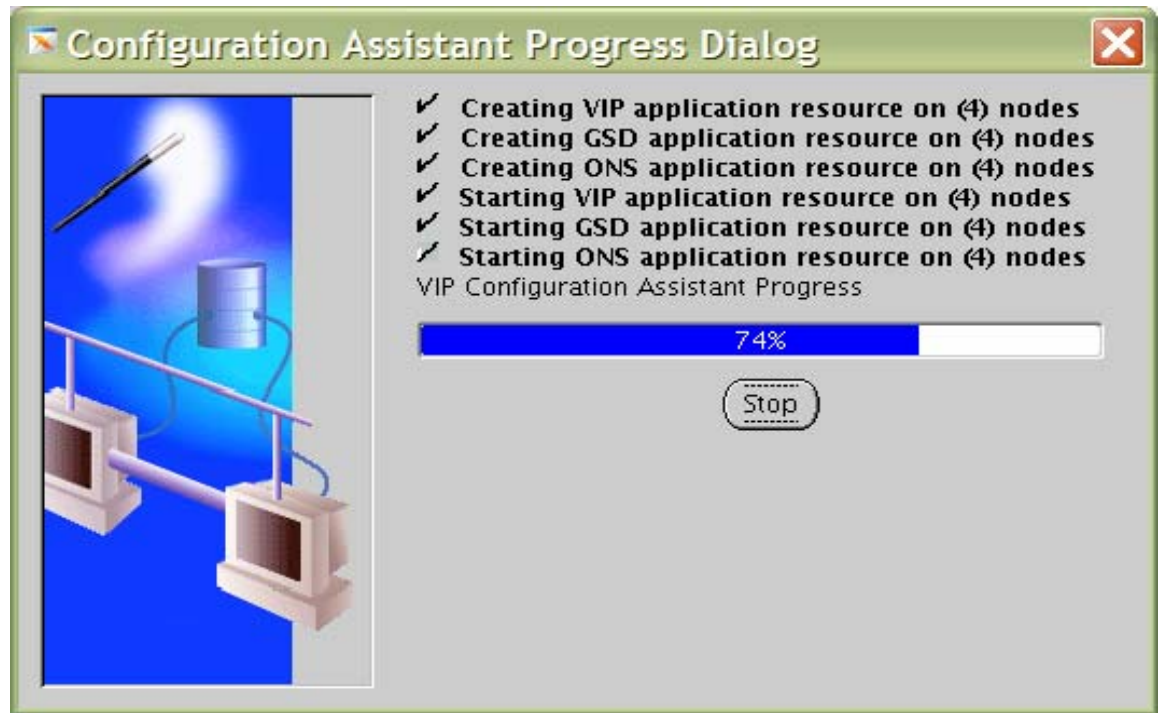 Configuration Assistant Progress Dialog
Creating VIP application resource on (4) nodes
Creating GSD application resource on (4) nodes
Creating ONS application resource on (4) nodes
Starting VIP application resource on (4) nodes
Starting GSD application resource on (4) nodes
Starting ONS application resource on (4) nodes
VIP Configuration Assistant Progress
74%
Stop